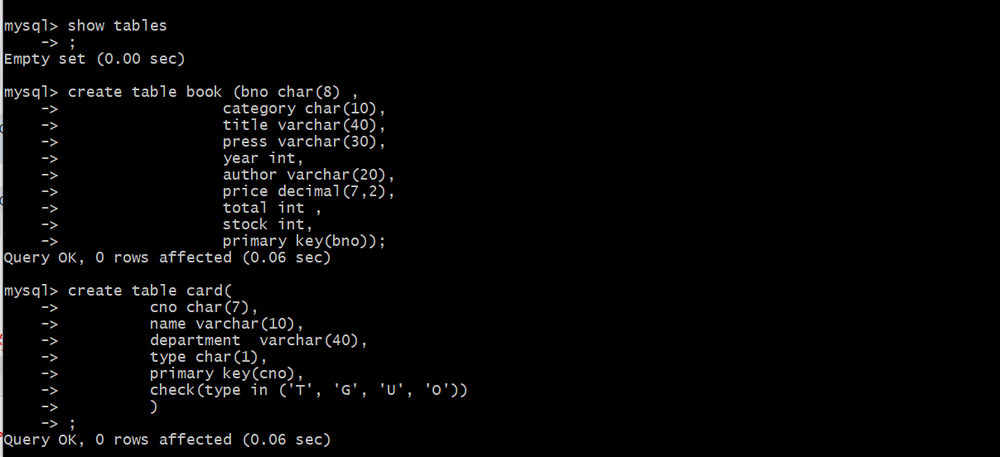 mysql> show tables
    -> ;
Empty set (0.00 sec)
mysql> create table book (bno char(8) ,
    ->                  category char(10),
    ->                  title varchar(40),
    ->                  press varchar(30),
    ->                  year int,
    ->                  author varchar(20),
    ->                  price decimal(7,2),
    ->                  total int ,
    ->                  stock int,
    ->                  primary key(bno));
Query OK, 0 rows affected (0.06 sec)
mysql> create table card(
    ->          cno char(7),
    ->          name varchar(10),
    ->          department  varchar(40),
    ->          type char(1),
    ->          primary key(cno),
    ->          check(type in ('T', 'G', 'U', 'O'))
    ->          )
    -> ;
Query OK, 0 rows affected (0.06 sec)